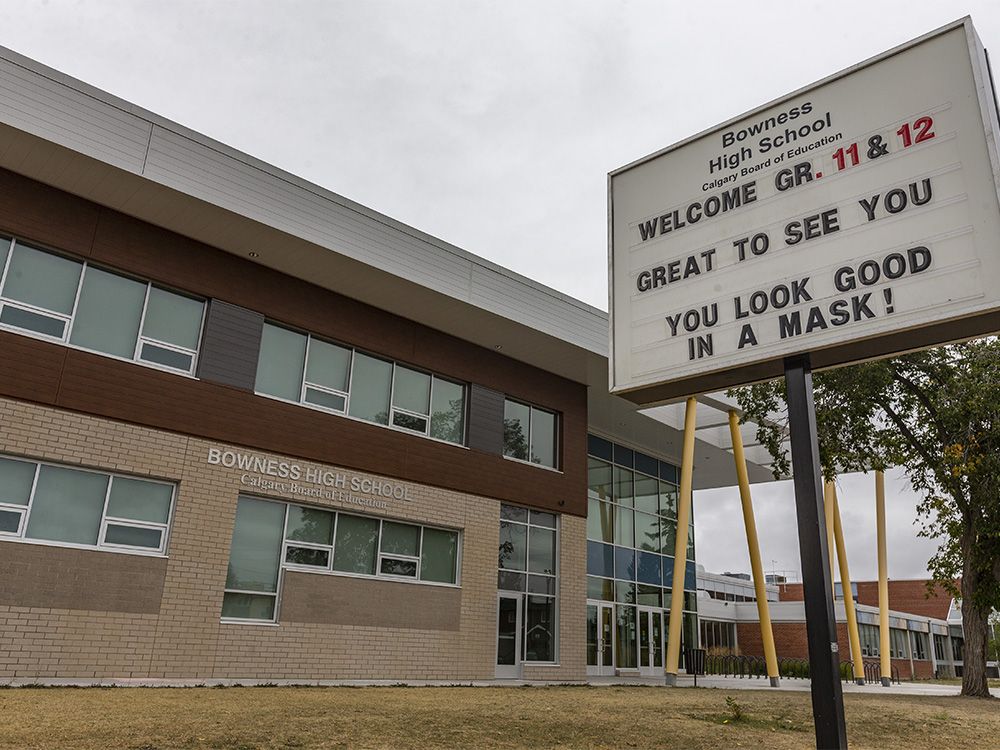 Bowness
High School
Calgary Board of Education
WELCOME GR. 11 & 12
GREAT TO SEE YOU
YOU LOOK GOOD
IN A MASK!
BOWNESS HIGH SCHOOL
Calgary Board of Education